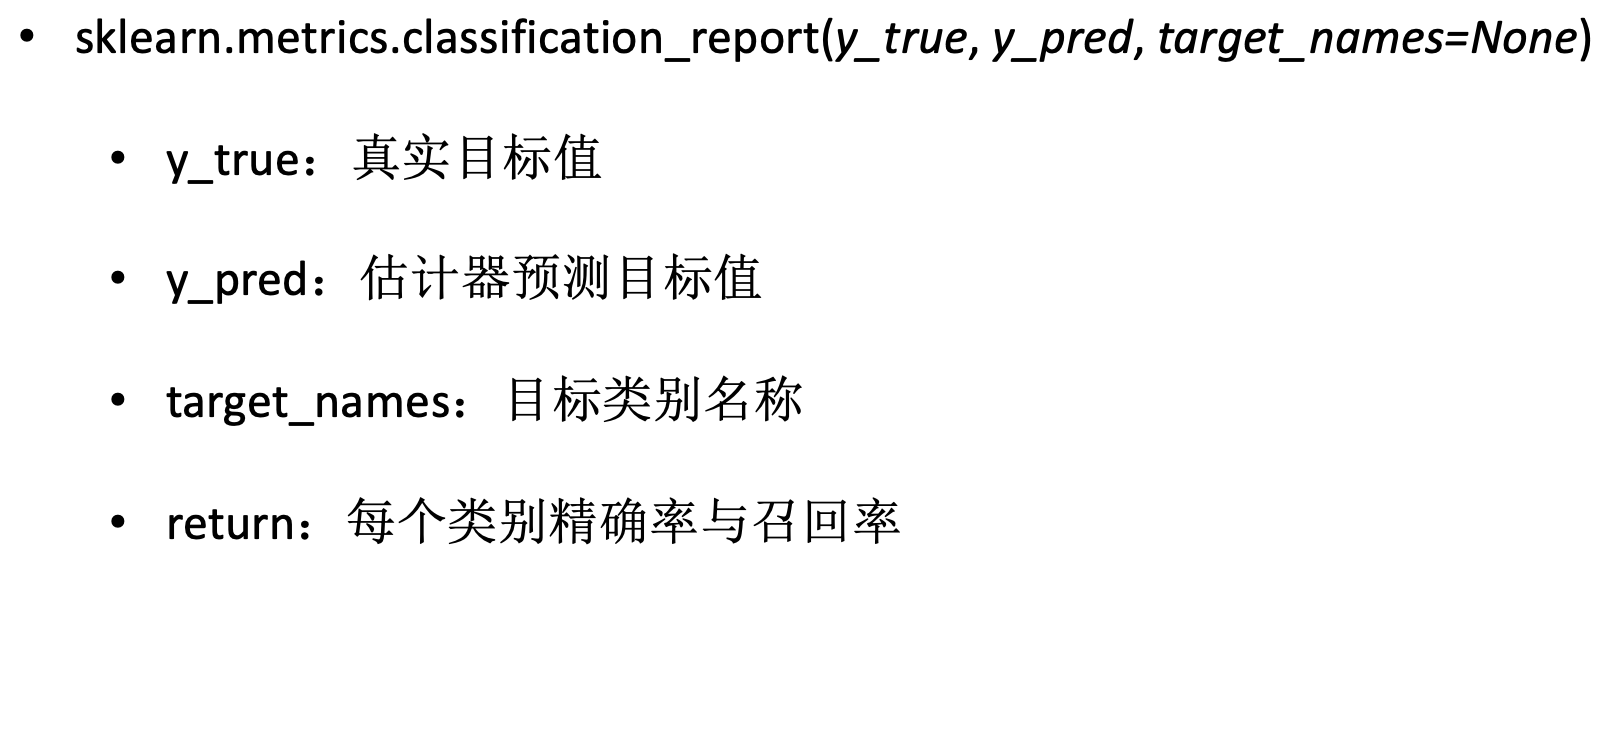 • sklearn.metrics.classification_report(y_true, y_pred, target_names=None)
• y_true：真实目标值
• y_pred：估计器预测目标值
• target_names：目标类别名称
• return：每个类别精确率与召回率